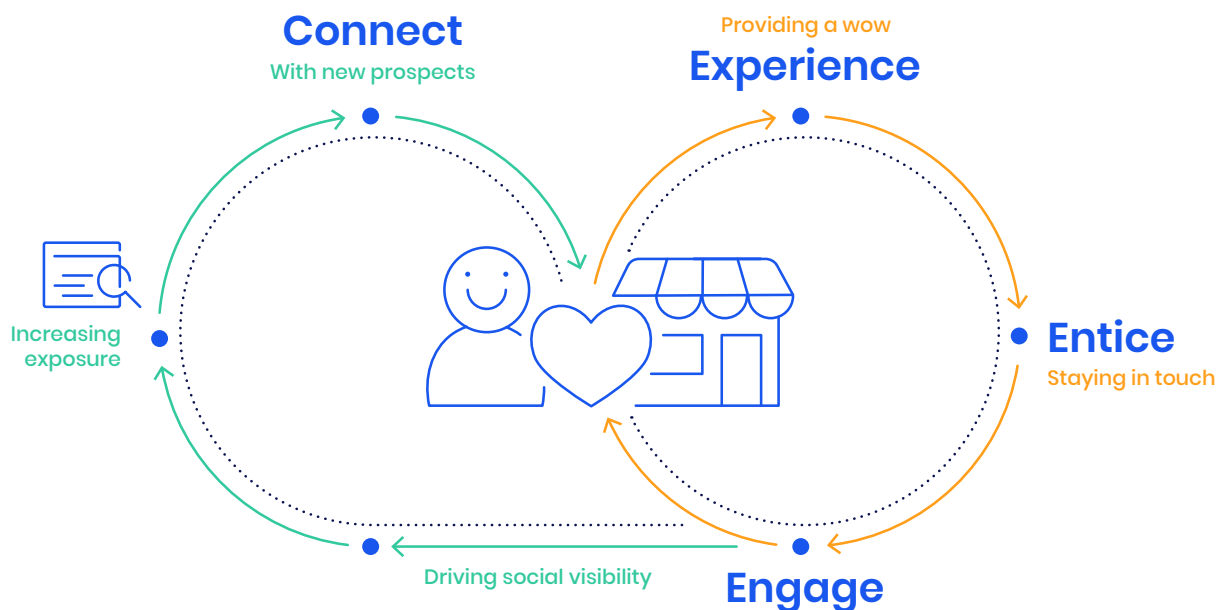 Connect
With new prospects
Providing a wow
Experience
Increasing
exposure
Entice
Staying in touch
Driving social visibility
Engage